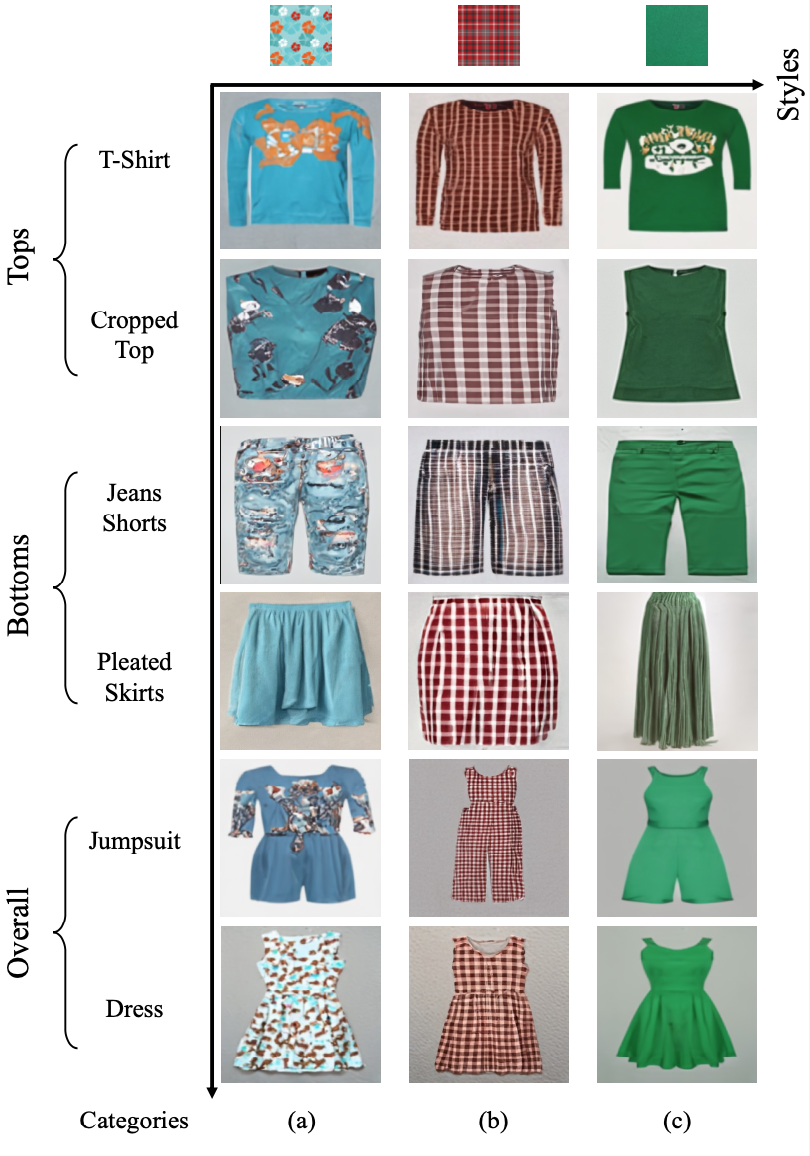 Styles
Tops
T-Shirt
Cropped
Top
Bottoms
Jeans
Shorts
Pleated
Skirts
Overall
Jumpsuit
Dress
Categories
(a)
(b)
(c)